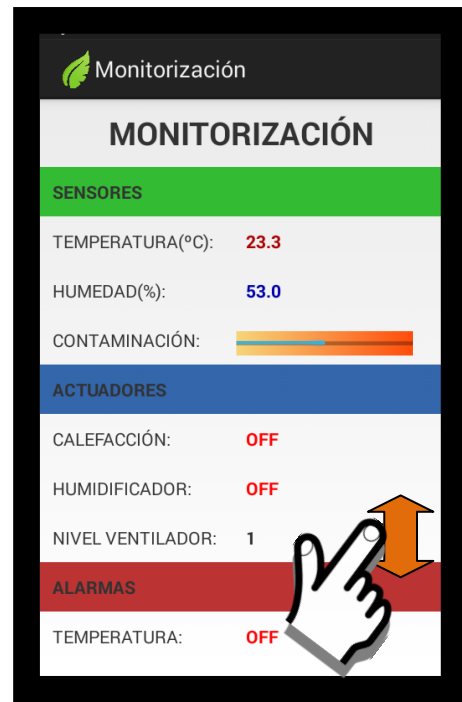 Monitorización
MONITORIZACIÓN
SENSORES
TEMPERATURA(ºC): 23.3
HUMEDAD(%): 53.0
CONTAMINACIÓN:
ACTUADORES
CALEFACCIÓN: OFF
HUMIDIFICADOR: OFF
NIVEL VENTILADOR: 1
ALARMAS
TEMPERATURA: OFF